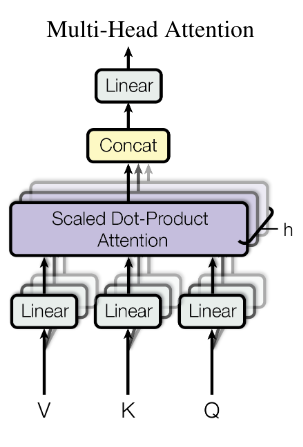 Multi-Head Attention
Linear
Concat
Scaled Dot-Product
Attention
h
Linear Linear Linear
V K Q